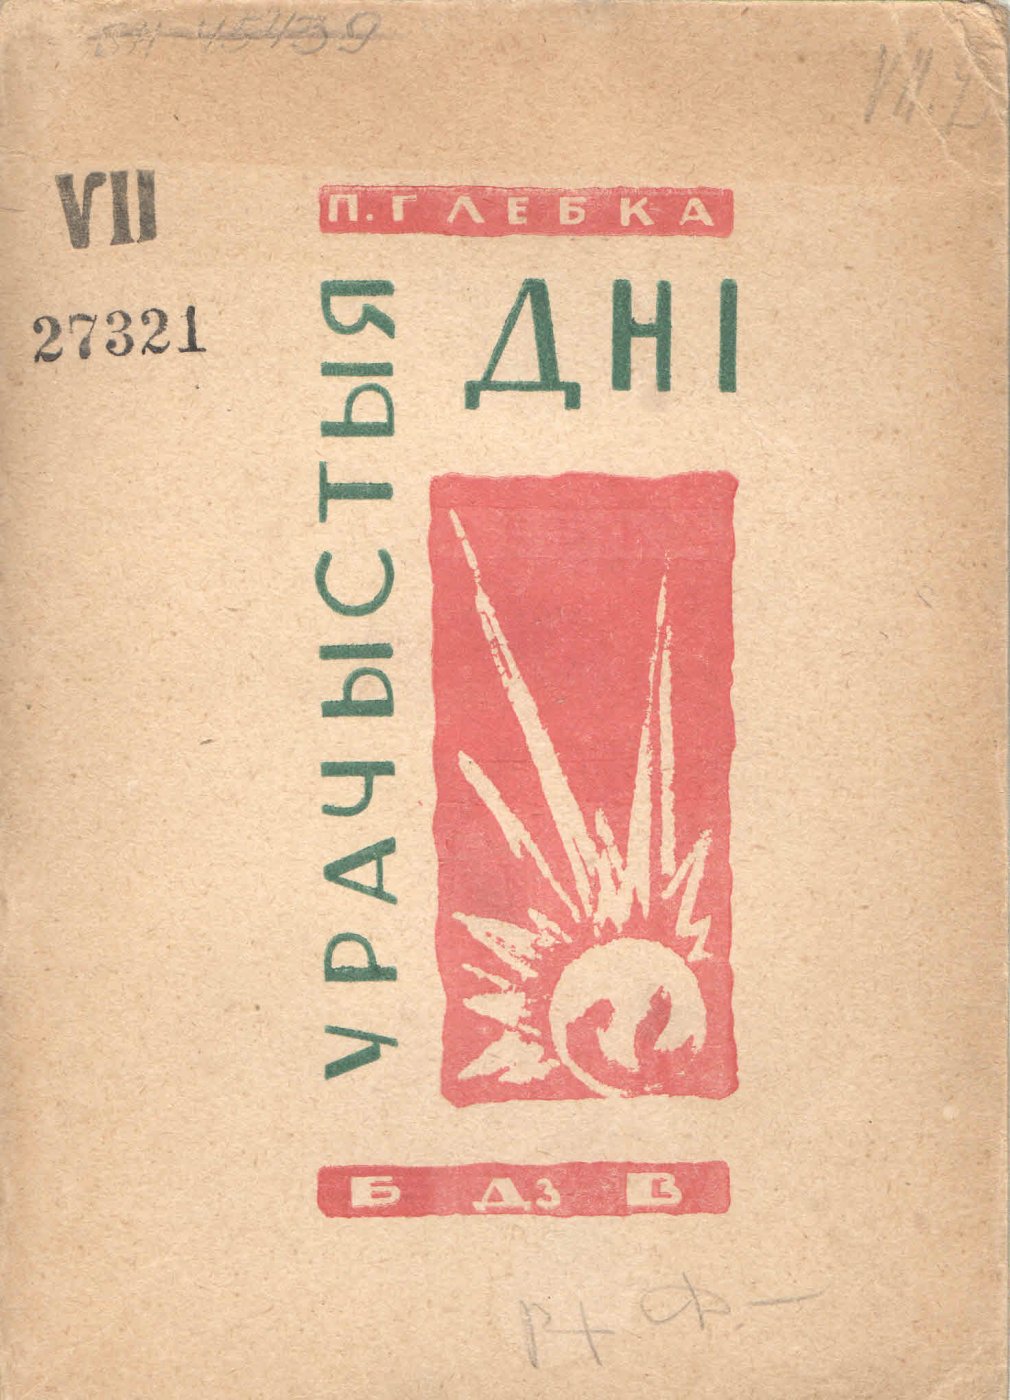 VII
27321
П. ГЛЕБКА
УРАЧЫСТЫЯ
ДНІ
Б Дз В